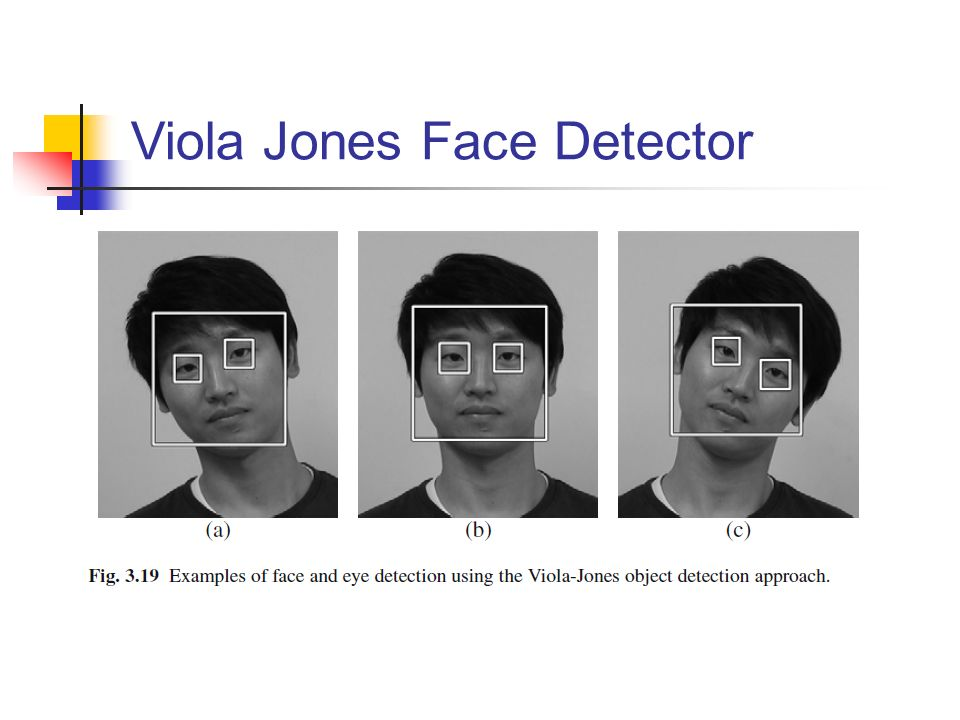 Viola Jones Face Detector
(a) (b) (c)
Fig. 3.19 Examples of face and eye detection using the Viola-Jones object detection approach.